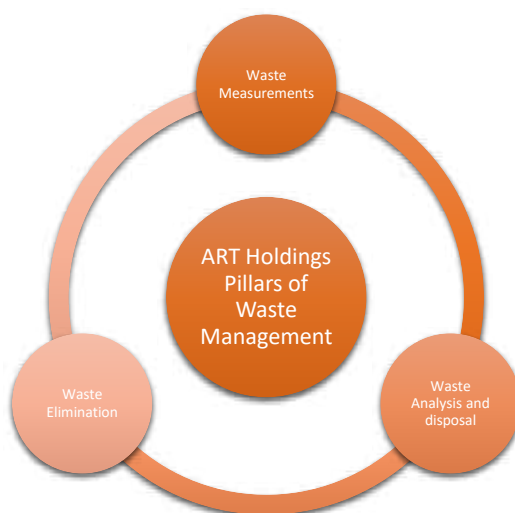 Waste
Measurements
ART Holdings
Pillars of
Waste
Management
Waste
Elimination
Waste
Analysis and
disposal